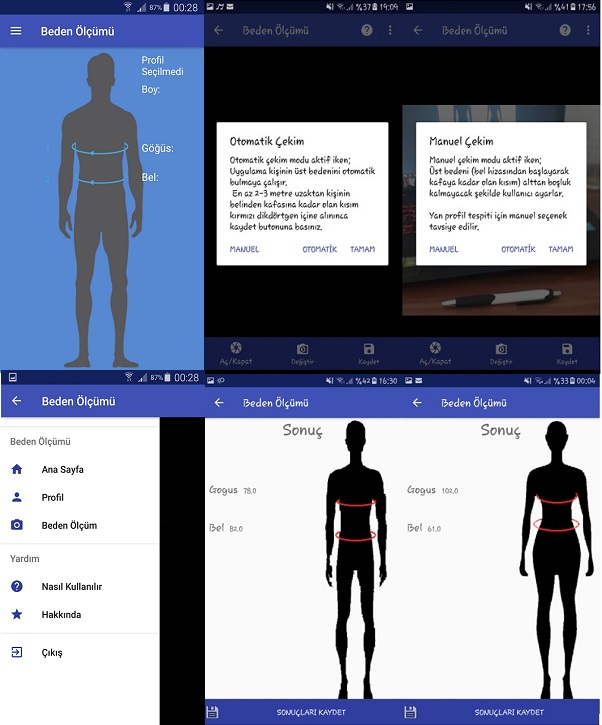 87% 00:28
Beden Ölçümü
Profil
Seçilmedi
Boy:
1
Göğüs:
2
Bel:
%37 19:09
Beden Ölçümü
Otomatik Çekim
Otomatik çekim modu aktif iken;
Uygulama kişinin üst bedenini otomatik
bulmaya çalışır.
En az 2-3 metre uzaktan kişinin
belinden kafasına kadar olan kısım
kırmızı dikdörtgen içine alınınca
kaydet butonuna basınız.
MANUEL OTOMATİK TAMAM
Aç/Kapat Değiştir Kaydet
%41 17:56
Beden Ölçümü
Manuel Çekim
Manuel çekim modu aktif iken;
Üst bedeni (bel hizasından başlayarak
kafaya kadar olan kısım) alttan boşluk
kalmayacak şekilde kullanıcı ayarlar.
Yan profil tespiti için manuel seçenek
tavsiye edilir.
MANUEL OTOMATİK TAMAM
Aç/Kapat Değiştir Kaydet
87% 00:28
Beden Ölçümü
Beden Ölçümü
Ana Sayfa
Profil
Beden Ölçüm
Yardım
Nasıl Kullanılır
Hakkında
Çıkış
%42 16:30
Beden Ölçümü
Sonuç
Gogus 78,0
Bel 82,0
SONUÇLARI KAYDET
%33 00:04
Beden Ölçümü
Sonuç
Gogus 102,0
Bel 61,0
SONUÇLARI KAYDET